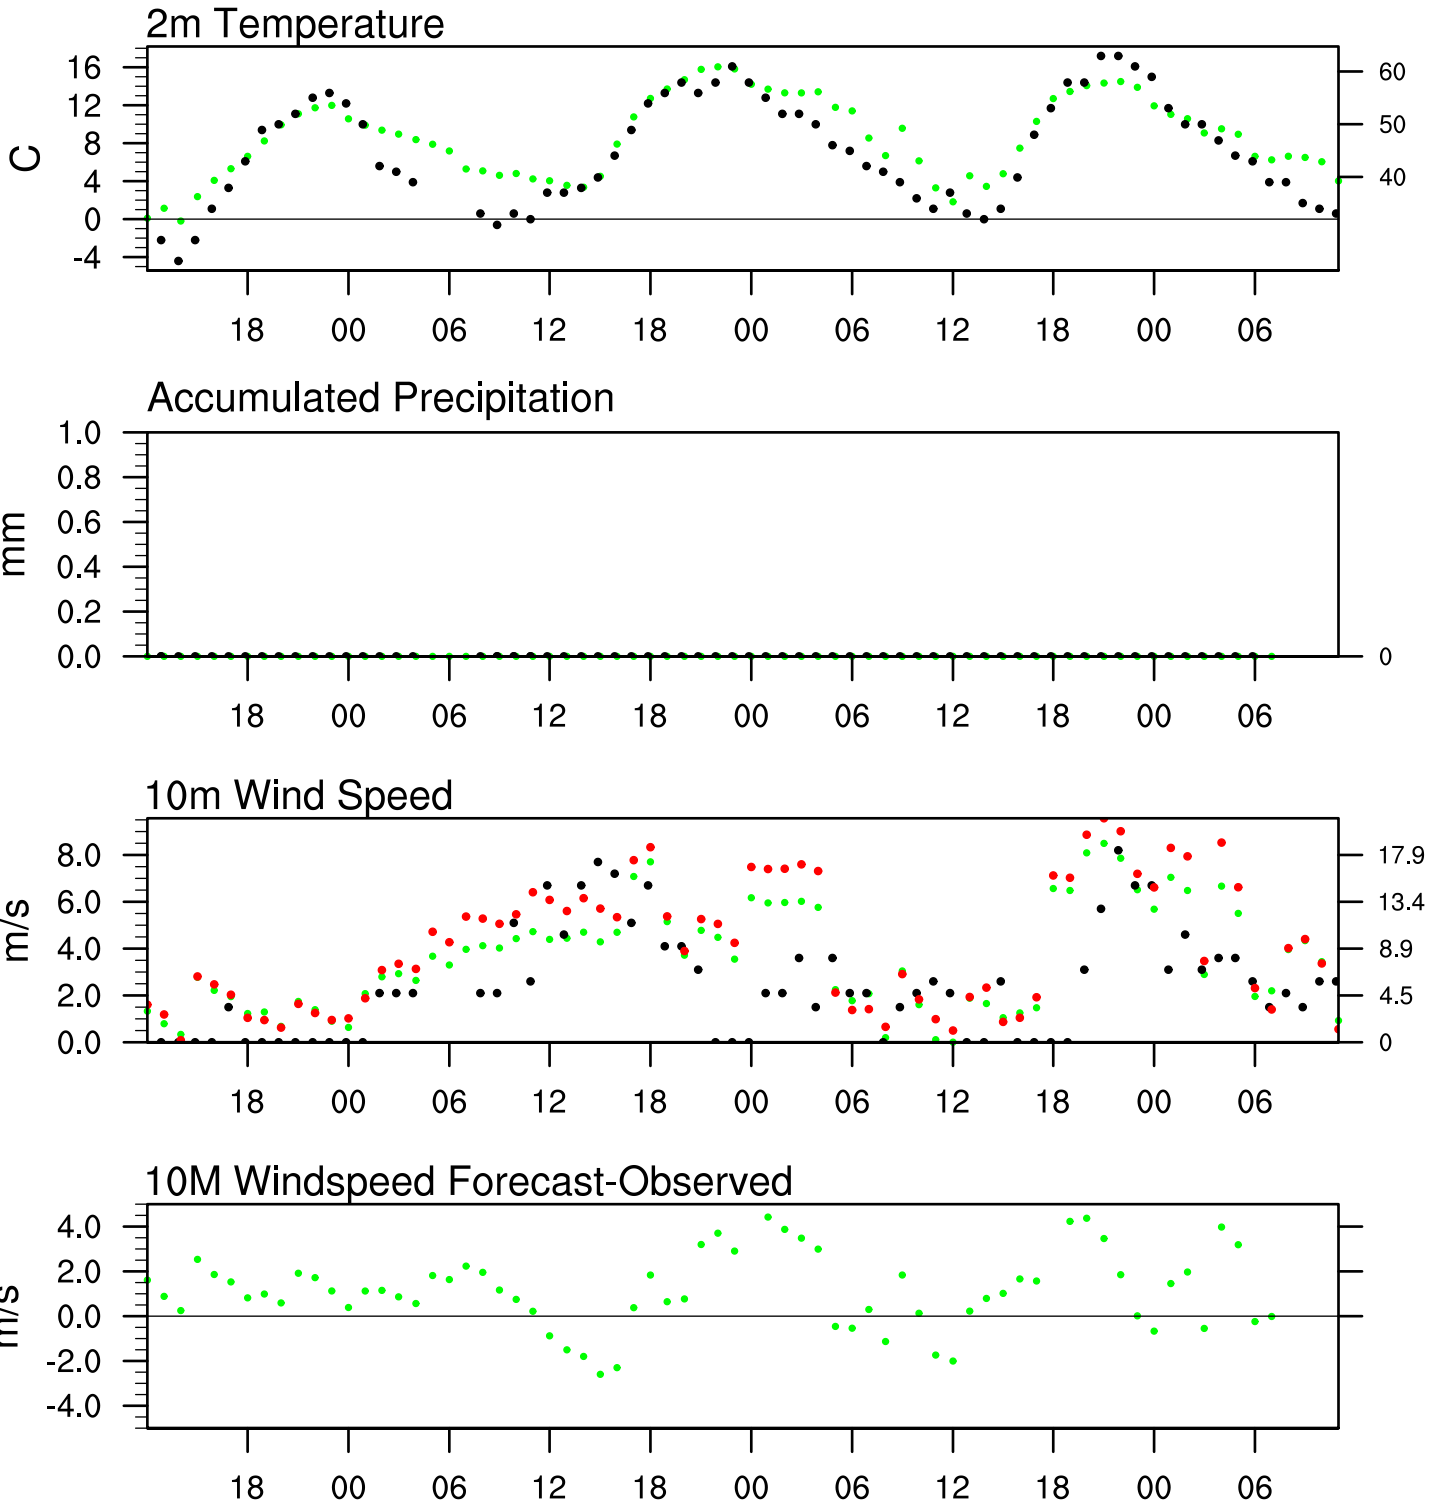 2m Temperature
16 60
12 50
C
8
4 40
0
-4
18 00 06 12 18 00 06 12 18 00 06
Accumulated Precipitation
1.0
0.8
0.6
mm
0.4
0.2
0.0 0
18 00 06 12 18 00 06 12 18 00 06
10m Wind Speed
8.0 17.9
6.0 13.4
m/s
4.0 8.9
2.0 4.5
0.0 0
18 00 06 12 18 00 06 12 18 00 06
10M Windspeed Forecast-Observed
4.0
2.0
0.0
m/s
-2.0
-4.0
18 00 06 12 18 00 06 12 18 00 06